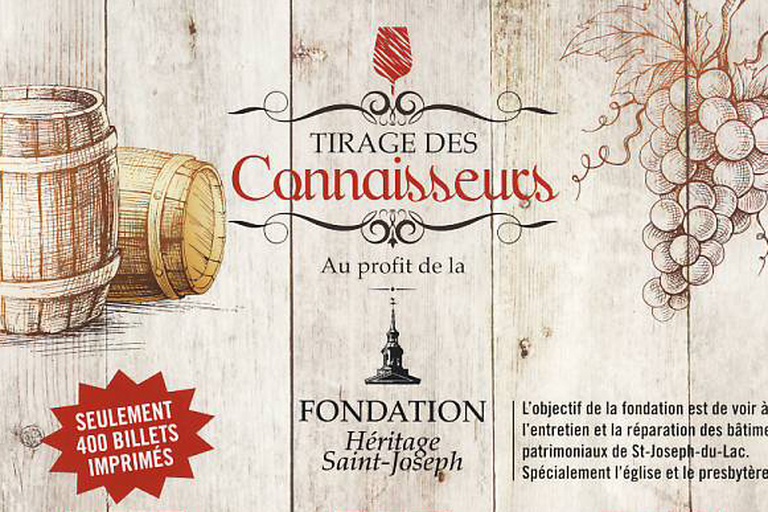 TIRAGE DES
Connaisseurs
Au profit de la
FONDATION
Héritage
Saint-Joseph
SEULEMENT
400 BILLETS
IMPRIMÉS
L'objectif de la fondation est de voir à
l'entretien et la réparation des bâtime
patrimoniaux de St-Joseph-du-Lac.
Spécialement l'église et le presbytère